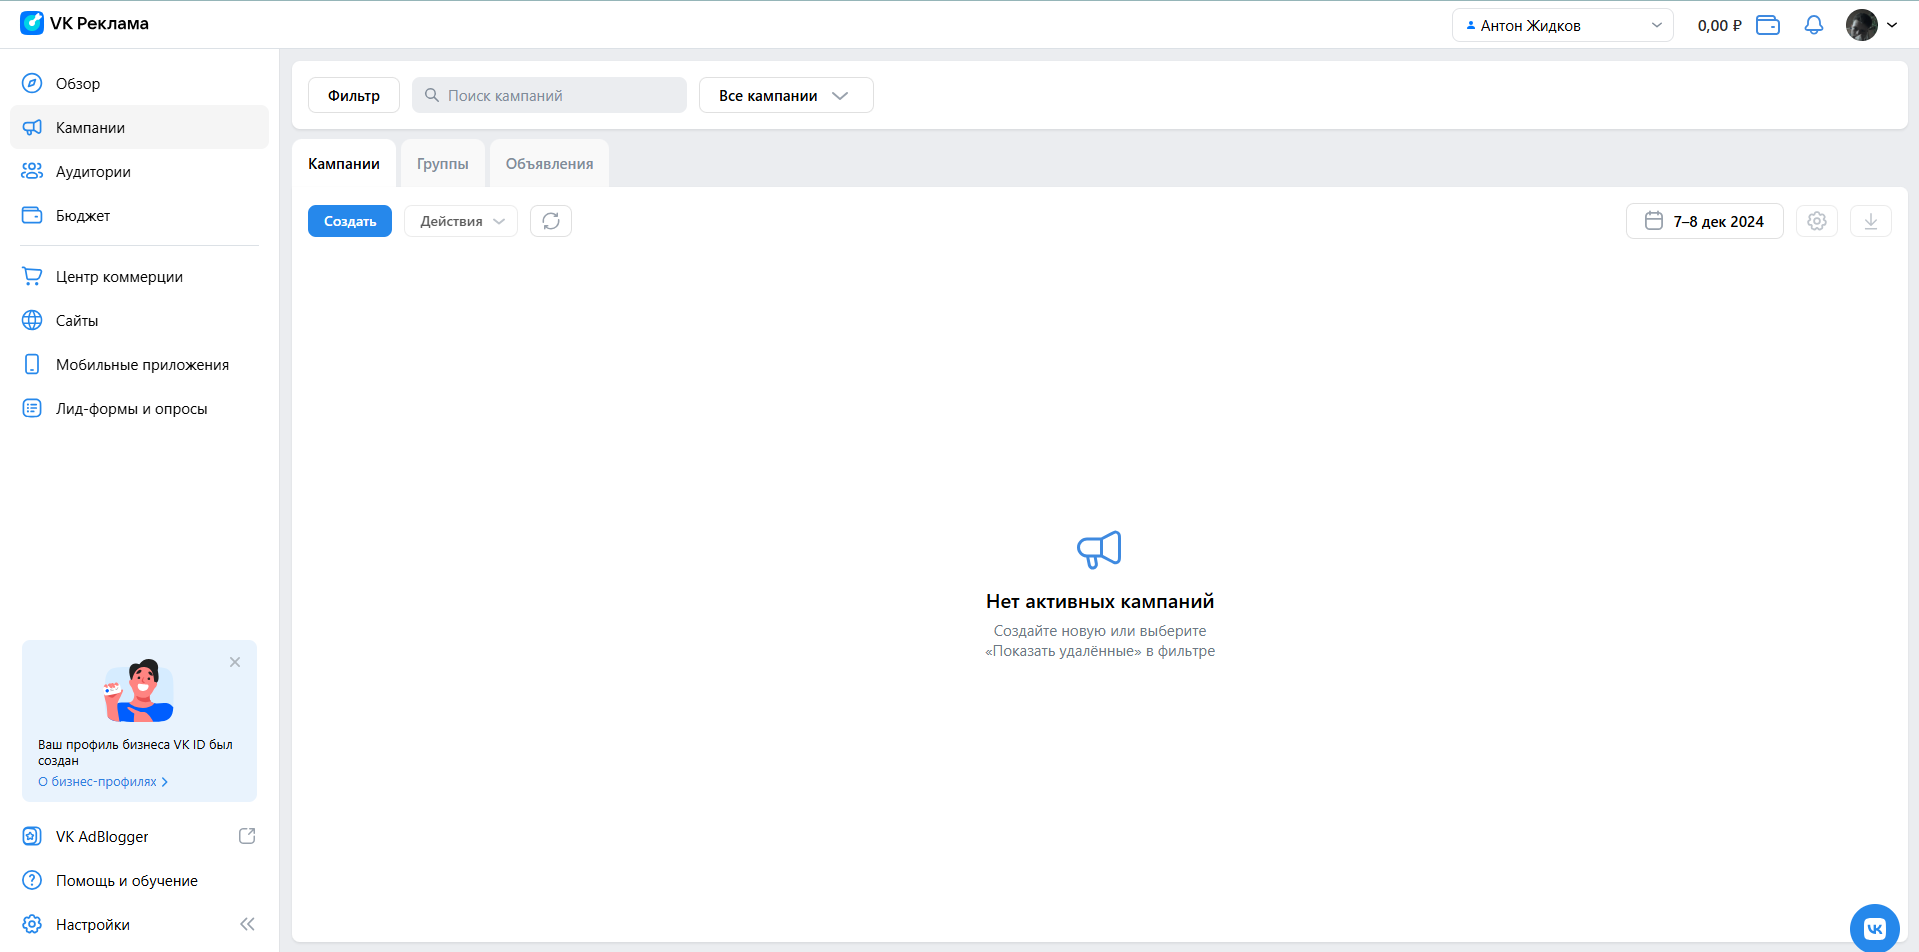 VK Реклама
Антон Жидков
0,00 ₽
Обзор
Кампании
Аудитории
Бюджет
Центр коммерции
Сайты
Мобильные приложения
Лид-формы и опросы
Ваш профиль бизнеса VK ID был
создан
О бизнес-профилях
VK AdBlogger
Помощь и обучение
Настройки
Фильтр
Поиск кампаний
Все кампании
Кампании
Группы
Объявления
Создать
Действия
7–8 дек 2024
Нет активных кампаний
Создайте новую или выберите
«Показать удалённые» в фильтре